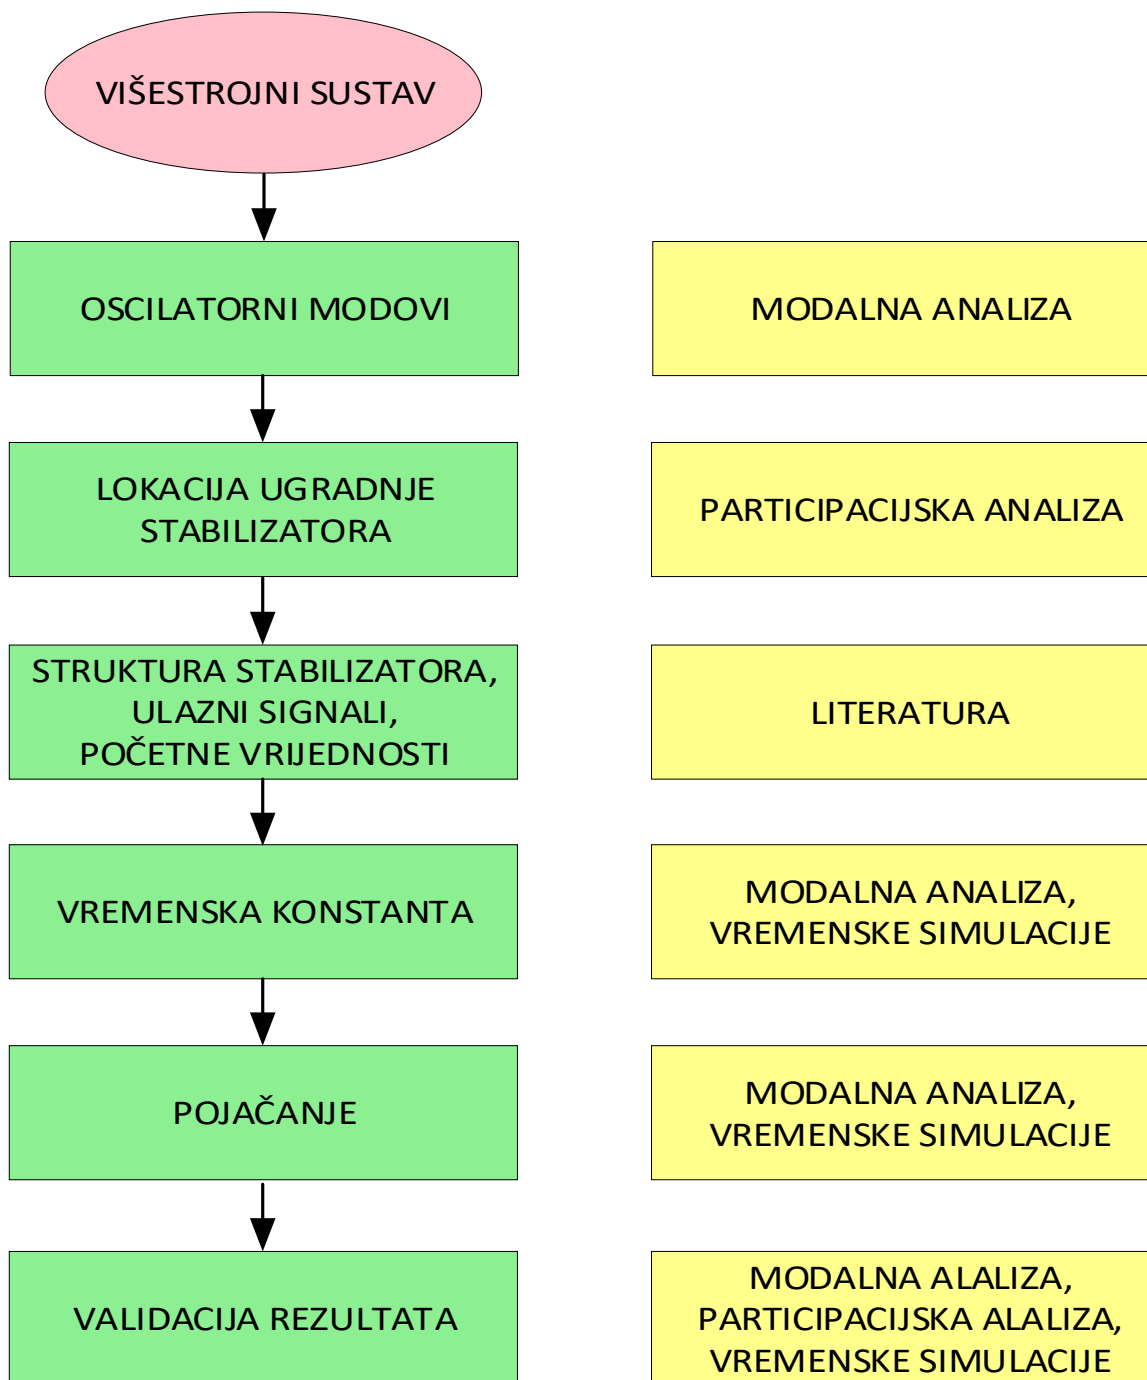 VIŠESTROJNI SUSTAV
OSCILATORNI MODOVI
MODALNA ANALIZA
LOKACIJA UGRADNJE
STABILIZATORA
PARTICIPACIJSKA ANALIZA
STRUKTURA STABILIZATORA,
ULAZNI SIGNALI,
POČETNE VRIJEDNOSTI
LITERATURA
VREMENSKA KONSTANTA
MODALNA ANALIZA,
VREMENSKE SIMULACIJE
POJAČANJE
MODALNA ANALIZA,
VREMENSKE SIMULACIJE
VALIDACIJA REZULTATA
MODALNA ALALIZA,
PARTICIPACIJSKA ALALIZA,
VREMENSKE SIMULACIJE